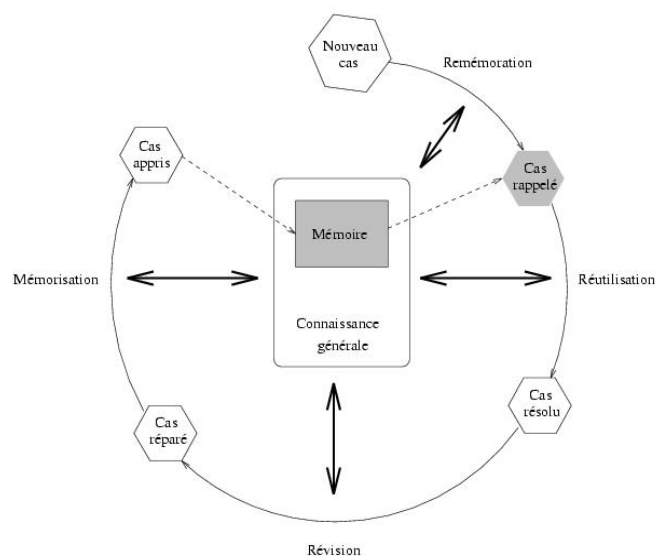 Nouveau
cas
Remémoration
Cas
appris
Cas
rappelé
Mémoire
Mémorisation
Réutilisation
Connaissance
générale
Cas
résolu
Cas
réparé
Révision